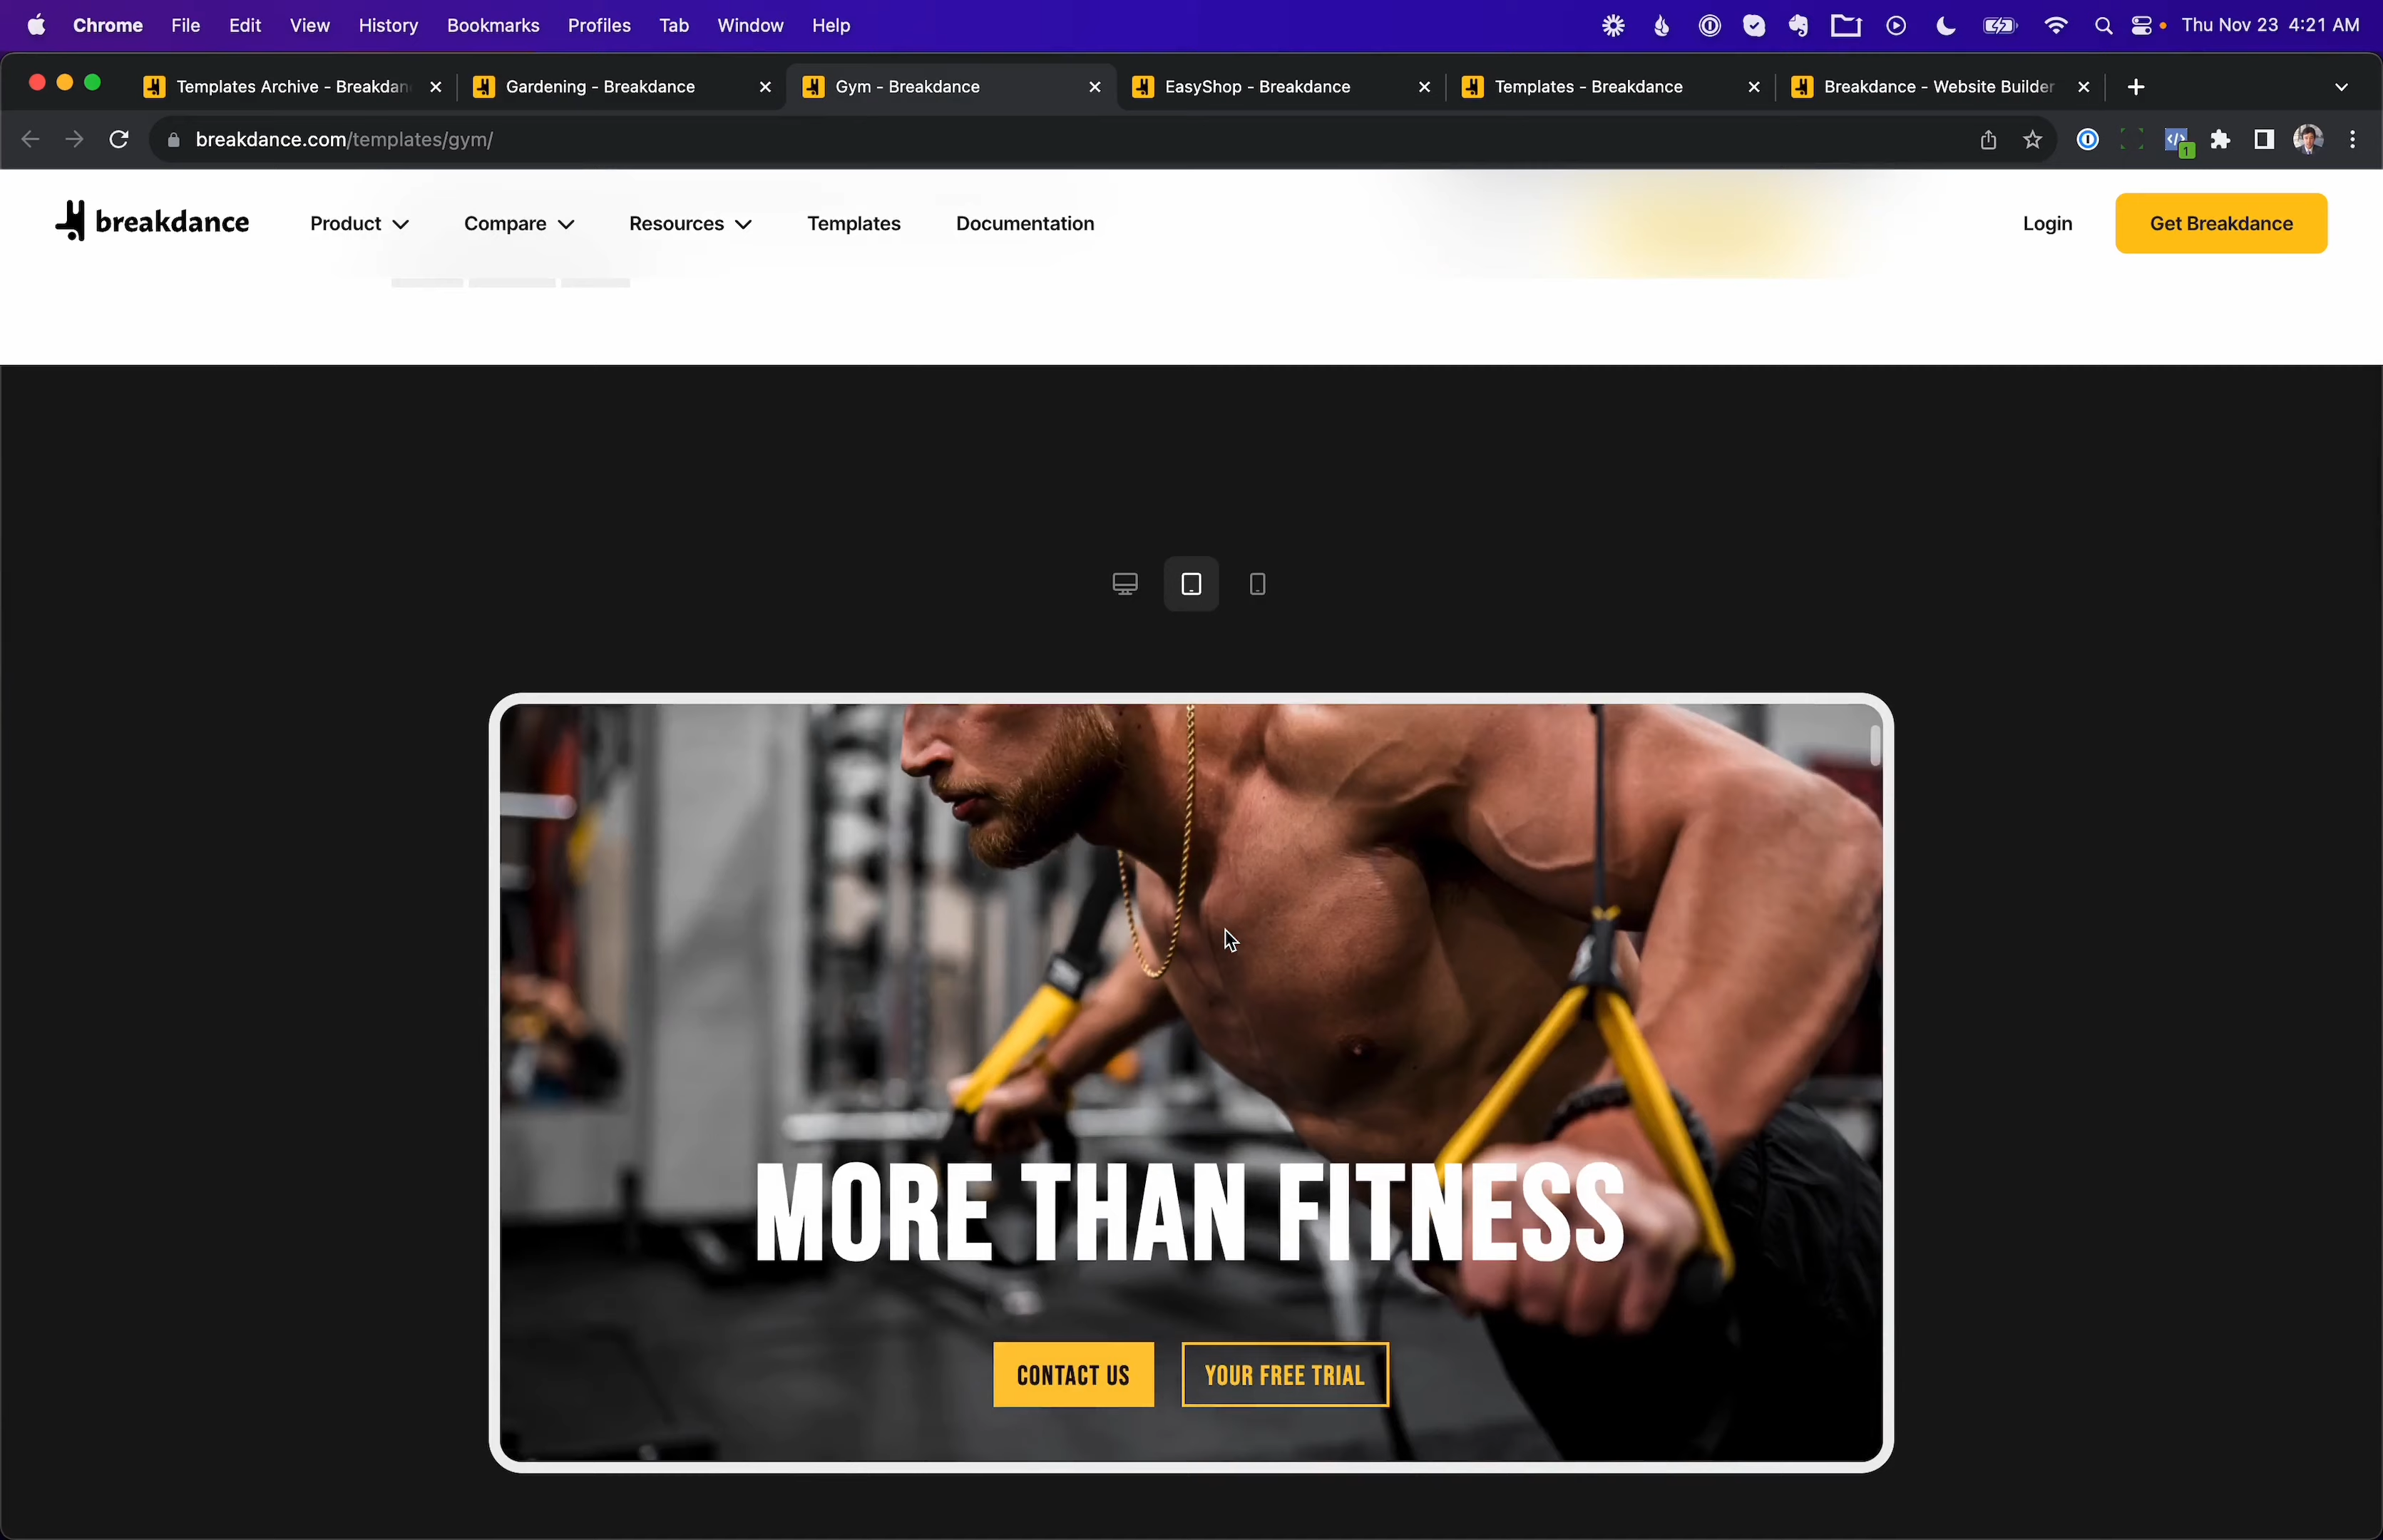 Chrome File Edit View History Bookmarks Profiles Tab Window Help Thu Nov 23 4:21 AM
Templates Archive - Breakdan Gardening - Breakdance Gym - Breakdance EasyShop - Breakdance Templates - Breakdance Breakdance - Website Builder
breakdance.com/templates/gym/
1
breakdance Product Compare Resources Templates Documentation Login Get Breakdance
MORE THAN FITNESS
CONTACT US YOUR FREE TRIAL